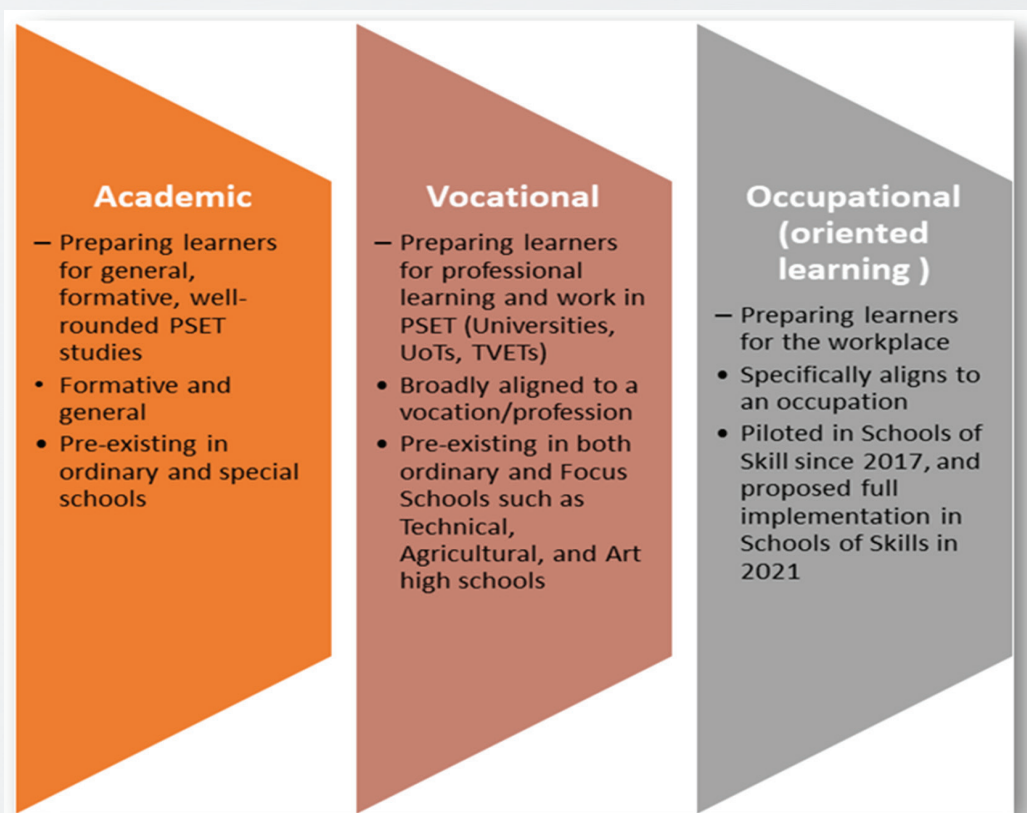 Academic
– Preparing learners
for general,
formative, well-
rounded PSET
studies
• Formative and
general
• Pre-existing in
ordinary and special
schools
Vocational
– Preparing learners
for professional
learning and work in
PSET (Universities,
UoTs, TVETs)
• Broadly aligned to a
vocation/profession
• Pre-existing in both
ordinary and Focus
Schools such as
Technical,
Agricultural, and Art
high schools
Occupational
(oriented
learning )
– Preparing learners
for the workplace
• Specifically aligns to
an occupation
• Piloted in Schools of
Skill since 2017, and
proposed full
implementation in
Schools of Skills in
2021